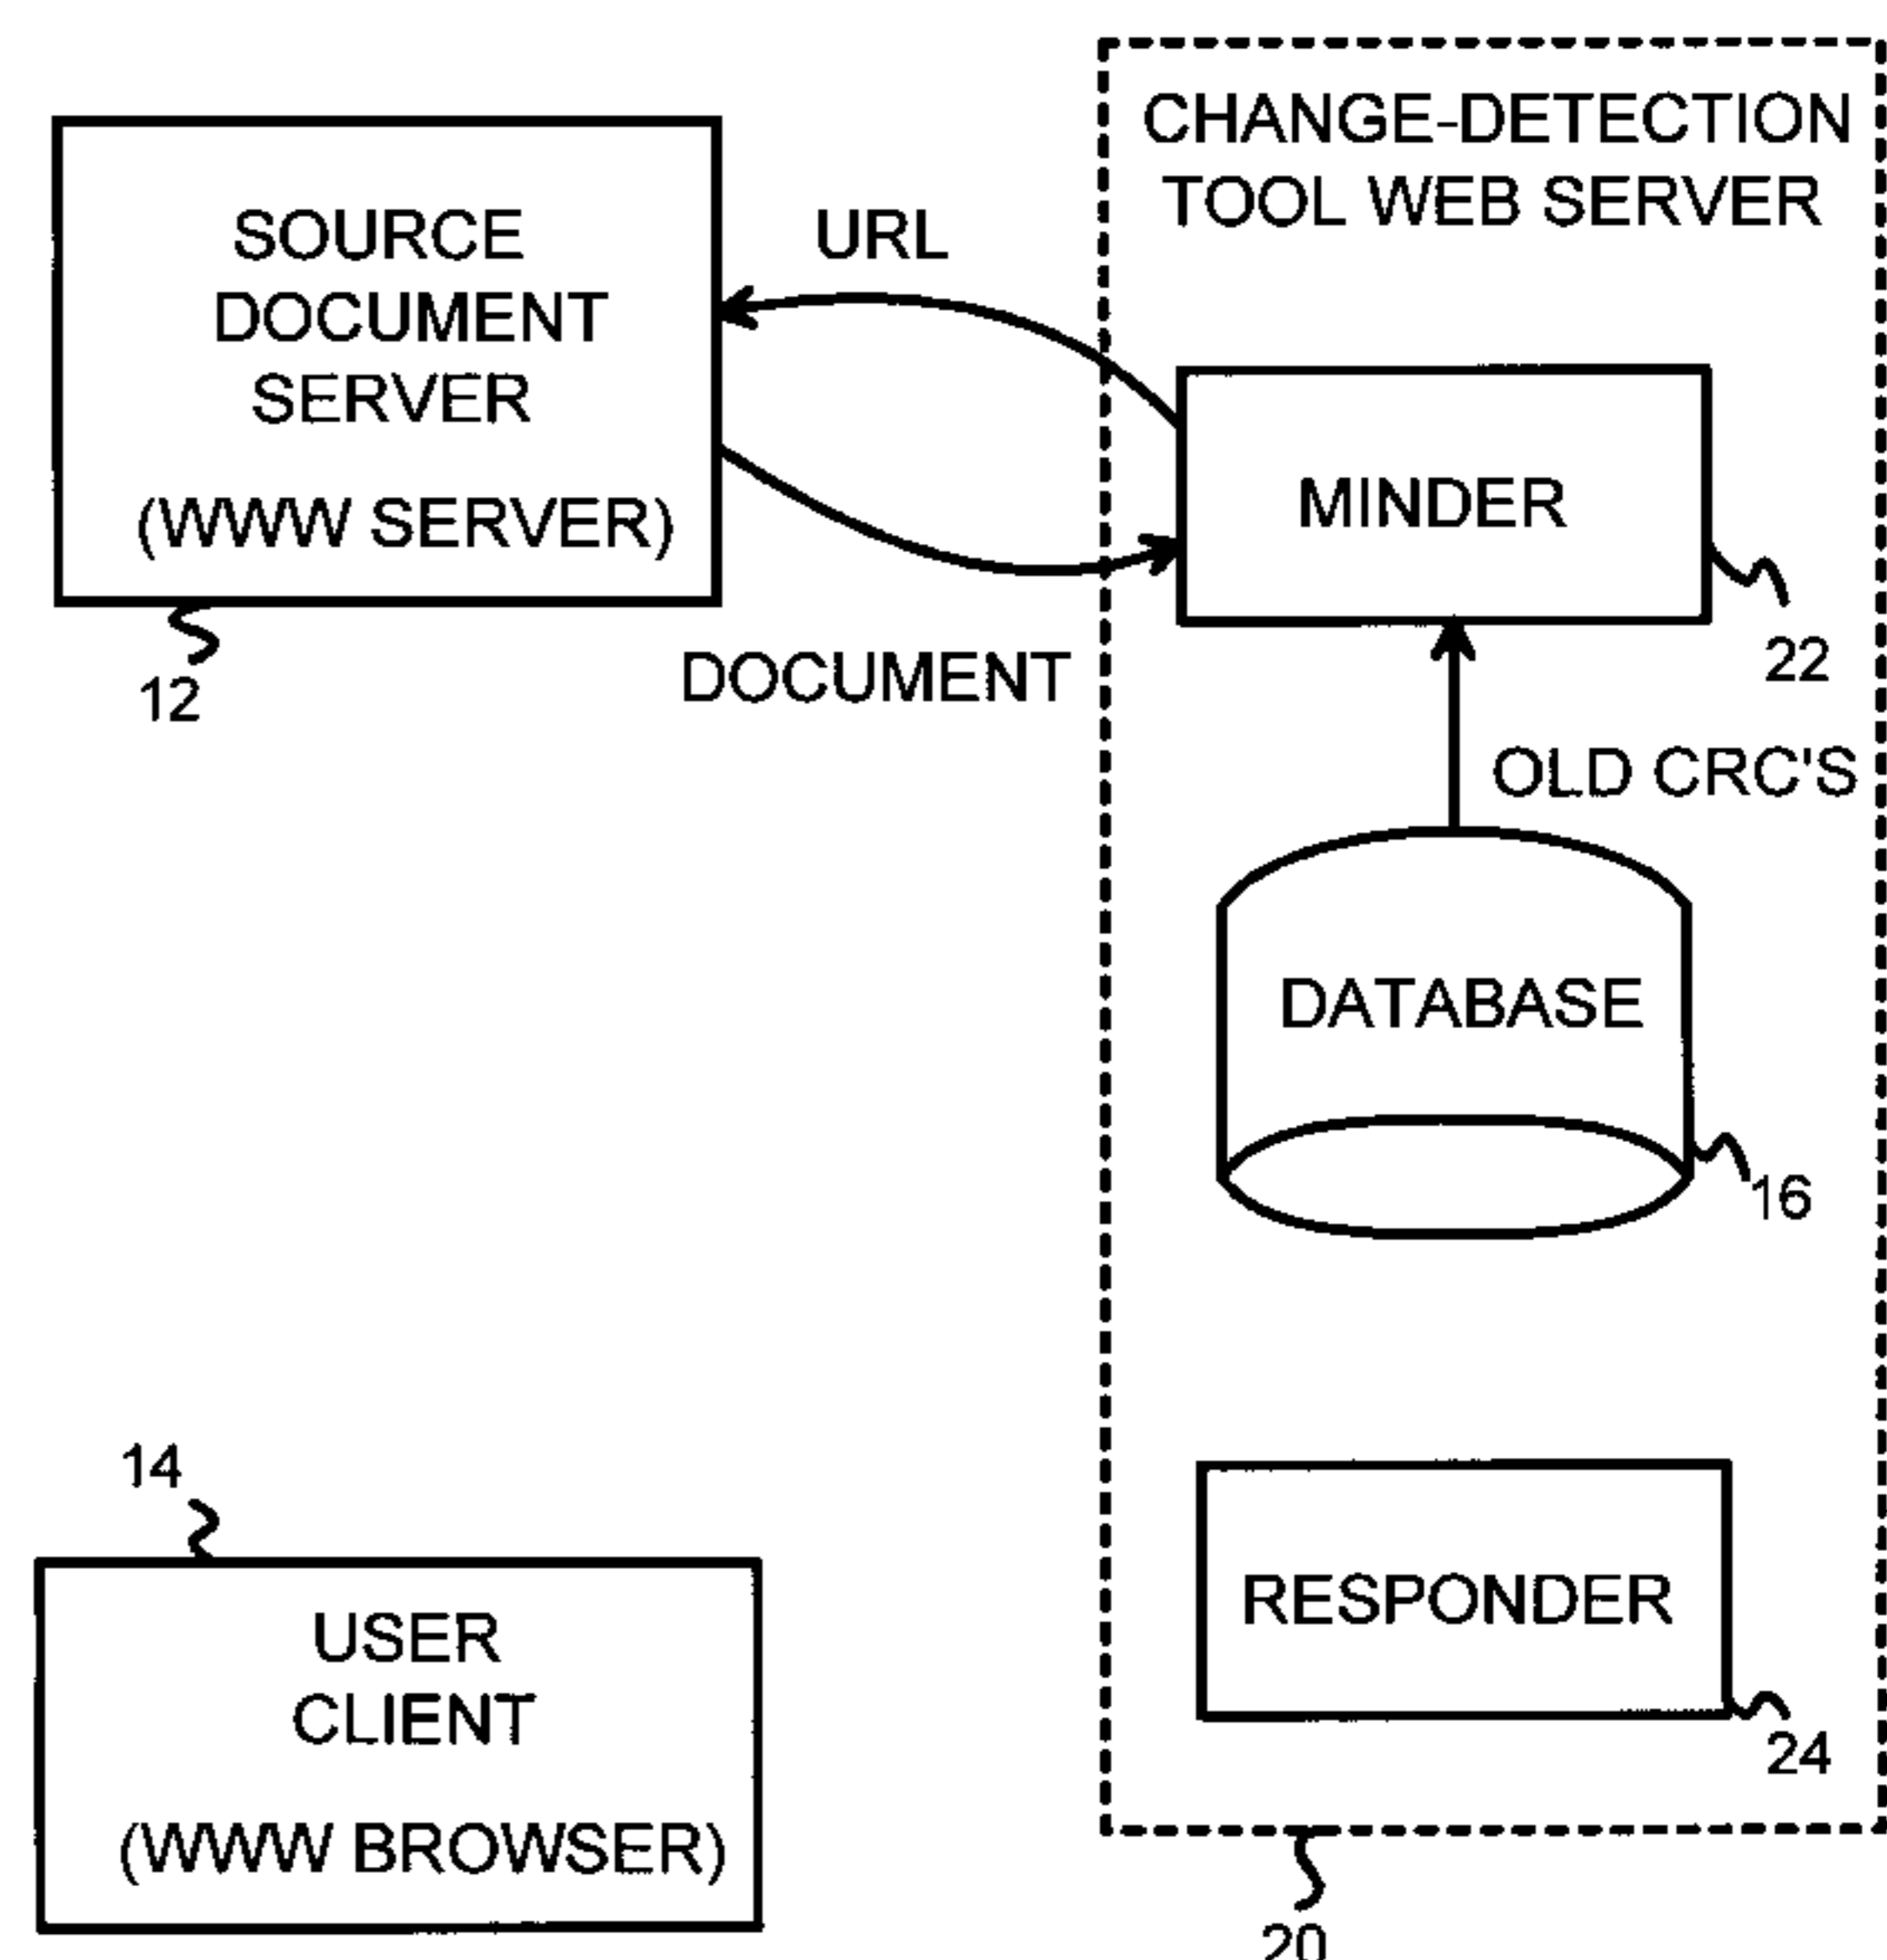 CHANGE-DETECTION
TOOL WEB SERVER
SOURCE
DOCUMENT
SERVER
(WWW SERVER)
12
URL
DOCUMENT
MINDER
22
OLD CRC'S
DATABASE
16
14
USER
CLIENT
(WWW BROWSER)
RESPONDER
24
20